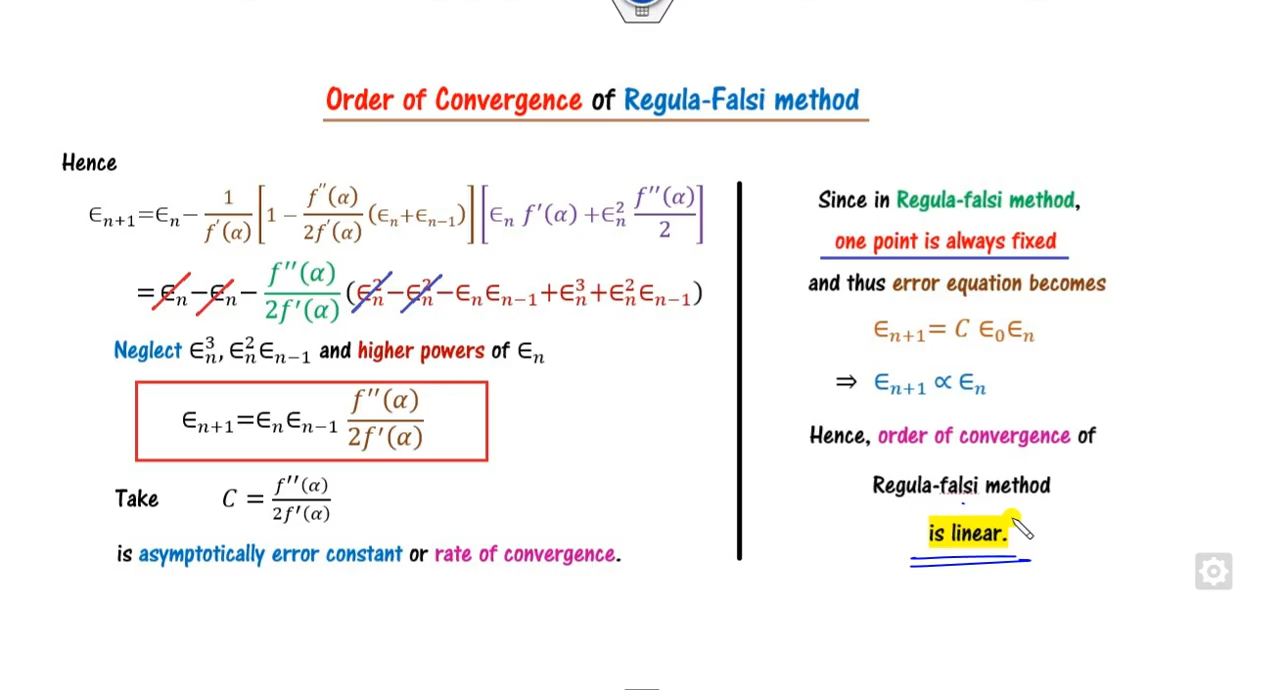 Order of Convergence of Regula-Falsi method
Hence
∈ₙ₊₁=∈ₙ− 1/f′(α) [1 − f″(α)/2f′(α) (∈ₙ+∈ₙ₋₁)] [∈ₙ f′(α) +∈ₙ² f″(α)/2]
= ∈ₙ−∈ₙ− f″(α)/2f′(α) (∈ₙ²−∈ₙ²−∈ₙ∈ₙ₋₁+∈ₙ³+∈ₙ²∈ₙ₋₁)
Neglect ∈ₙ³, ∈ₙ²∈ₙ₋₁ and higher powers of ∈ₙ
∈ₙ₊₁=∈ₙ∈ₙ₋₁ f″(α)/2f′(α)
Take C = f″(α)/2f′(α)
is asymptotically error constant or rate of convergence.
Since in Regula-falsi method,
one point is always fixed
and thus error equation becomes
∈ₙ₊₁= C ∈₀∈ₙ
⇒ ∈ₙ₊₁ ∝ ∈ₙ
Hence, order of convergence of
Regula-falsi method
is linear.